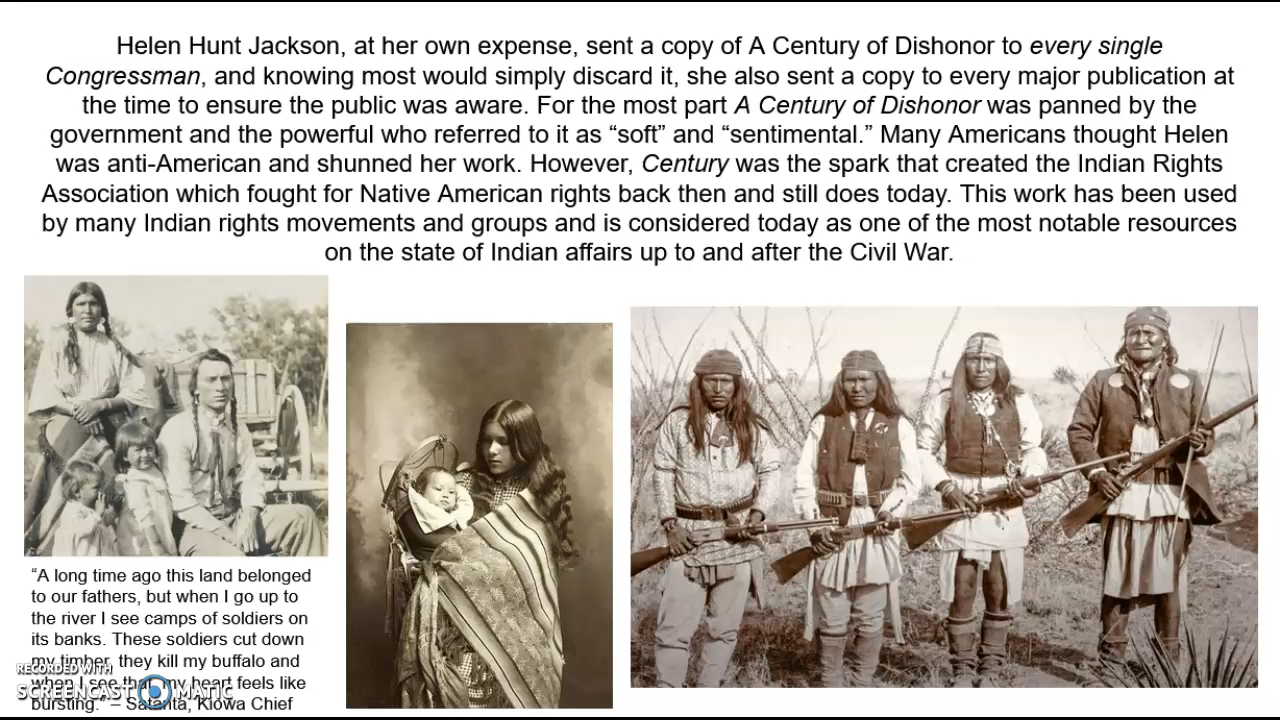 Helen Hunt Jackson, at her own expense, sent a copy of A Century of Dishonor to every single
Congressman, and knowing most would simply discard it, she also sent a copy to every major publication at
the time to ensure the public was aware. For the most part A Century of Dishonor was panned by the
government and the powerful who referred to it as “soft” and “sentimental.” Many Americans thought Helen
was anti-American and shunned her work. However, Century was the spark that created the Indian Rights
Association which fought for Native American rights back then and still does today. This work has been used
by many Indian rights movements and groups and is considered today as one of the most notable resources
on the state of Indian affairs up to and after the Civil War.
“A long time ago this land belonged
to our fathers, but when I go up to
the river I see camps of soldiers on
its banks. These soldiers cut down
my timber, they kill my buffalo and
when I see that, my heart feels like
bursting.” – Satanta, Kiowa Chief
RECORDED WITH
SCREENCAST MATIC